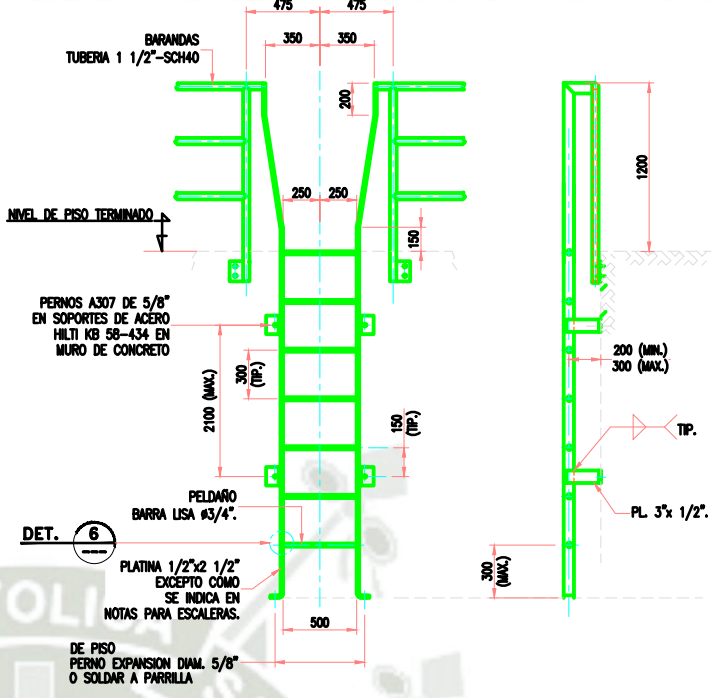 475
475
BARANDAS
TUBERIA 1 1/2"-SCH40
350
350
200
1200
250
250
NIVEL DE PISO TERMINADO
150
PERNOS A307 DE 5/8"
EN SOPORTES DE ACERO
HILTI KB 58-434 EN
MURO DE CONCRETO
2100 (MAX.)
300
(TIP.)
200 (MIN.)
300 (MAX.)
150
(TIP.)
TIP.
PELDAÑO
BARRA LISA ø3/4".
PL. 3"x 1/2".
DET. 6
PLATINA 1/2"x2 1/2"
EXCEPTO COMO
SE INDICA EN
NOTAS PARA ESCALERAS.
300
(MAX.)
500
DE PISO
PERNO EXPANSION DIAM. 5/8"
O SOLDAR A PARRILLA